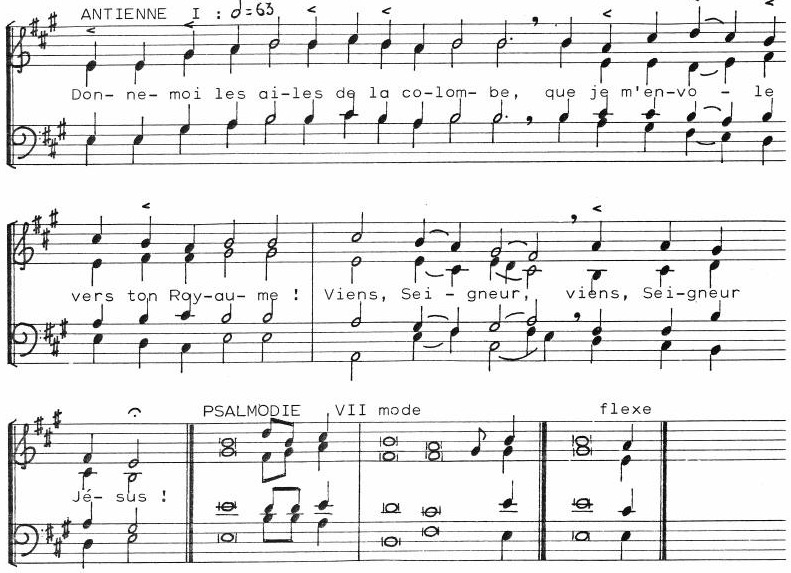 ANTIENNE I : 𝅗𝅥=63
Don- ne- moi les ai-les de la co-lom- be, que je m'en-vo - le
vers ton Roy-au- me ! Viens, Sei - gneur, viens, Sei-gneur
PSALMODIE VII mode flexe
Jé- sus !